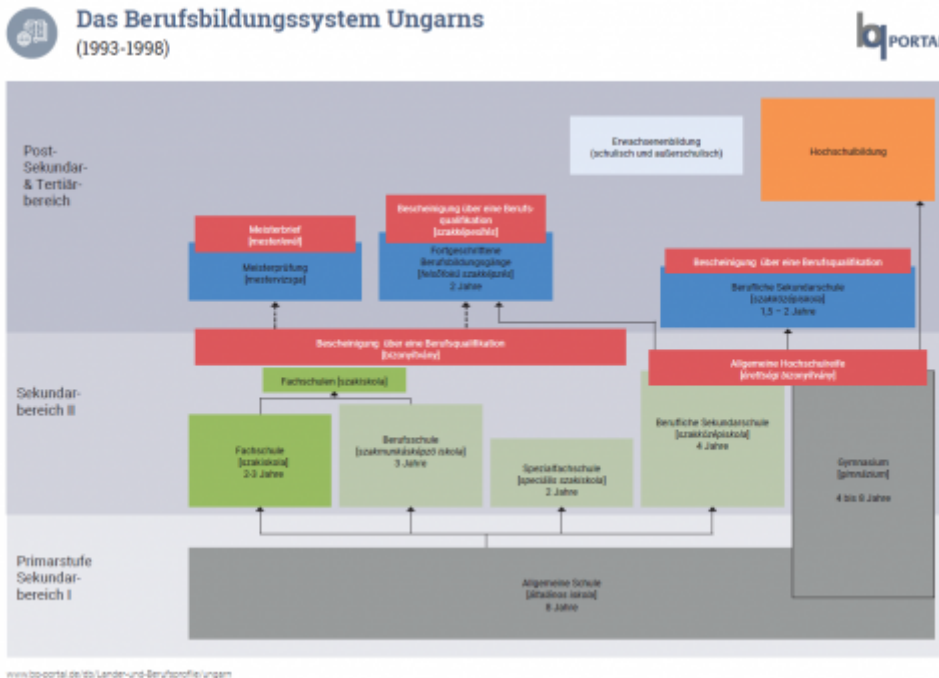 Das Berufsbildungssystem Ungarns
(1993-1998)
bq PORTAL
Post-
Sekundar-
& Tertiär-
bereich
Erwachsenenbildung
(schulisch und außerschulisch)
Hochschulbildung
Meisterbrief
[mesterlevél]
Meisterprüfung
[mestervizsga]
Bescheinigung über eine Berufs-
qualifikation
[szakképesítés]
Fortgeschrittene
Berufsbildungsgänge
[felsőfokú szakképzés]
2 Jahre
Bescheinigung über eine Berufsqualifikation
Berufliche Sekundarschule
[szakközépiskola]
1,5 – 2 Jahre
Sekundar-
bereich II
Bescheinigung über eine Berufsqualifikation
[bizonyítvány]
Allgemeine Hochschulreife
[érettségi bizonyítvány]
Fachschulen [szakiskola]
Fachschule
[szakiskola]
2-3 Jahre
Berufsschule
[szakmunkásképző iskola]
3 Jahre
Spezialfachschule
[speciális szakiskola]
2 Jahre
Berufliche Sekundarschule
[szakközépiskola]
4 Jahre
Gymnasium
[gimnázium]
4 bis 8 Jahre
Primarstufe
Sekundar-
bereich I
Allgemeine Schule
[általános iskola]
8 Jahre
www.bq-portal.de/db/Länder-und-Berufsprofile/ungarn